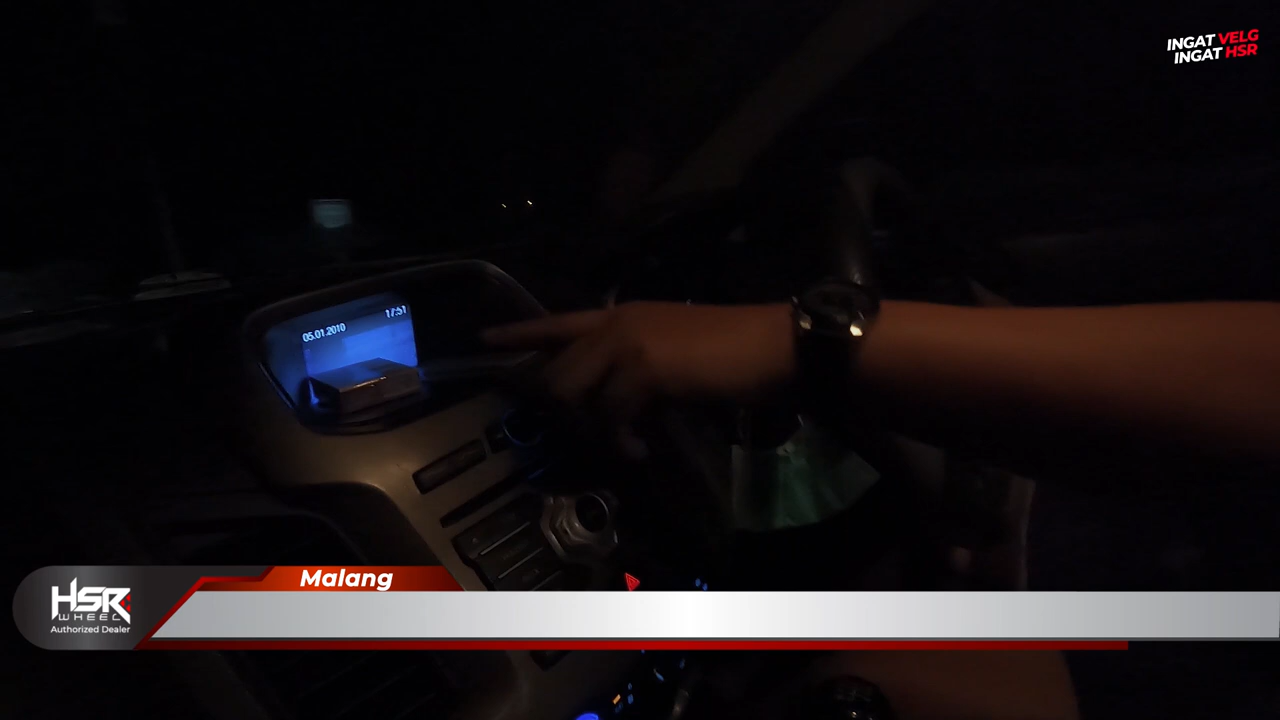 INGAT VELG
INGAT HSR
17:51
05.01.2010
Malang
HSR
WHEEL
Authorized Dealer